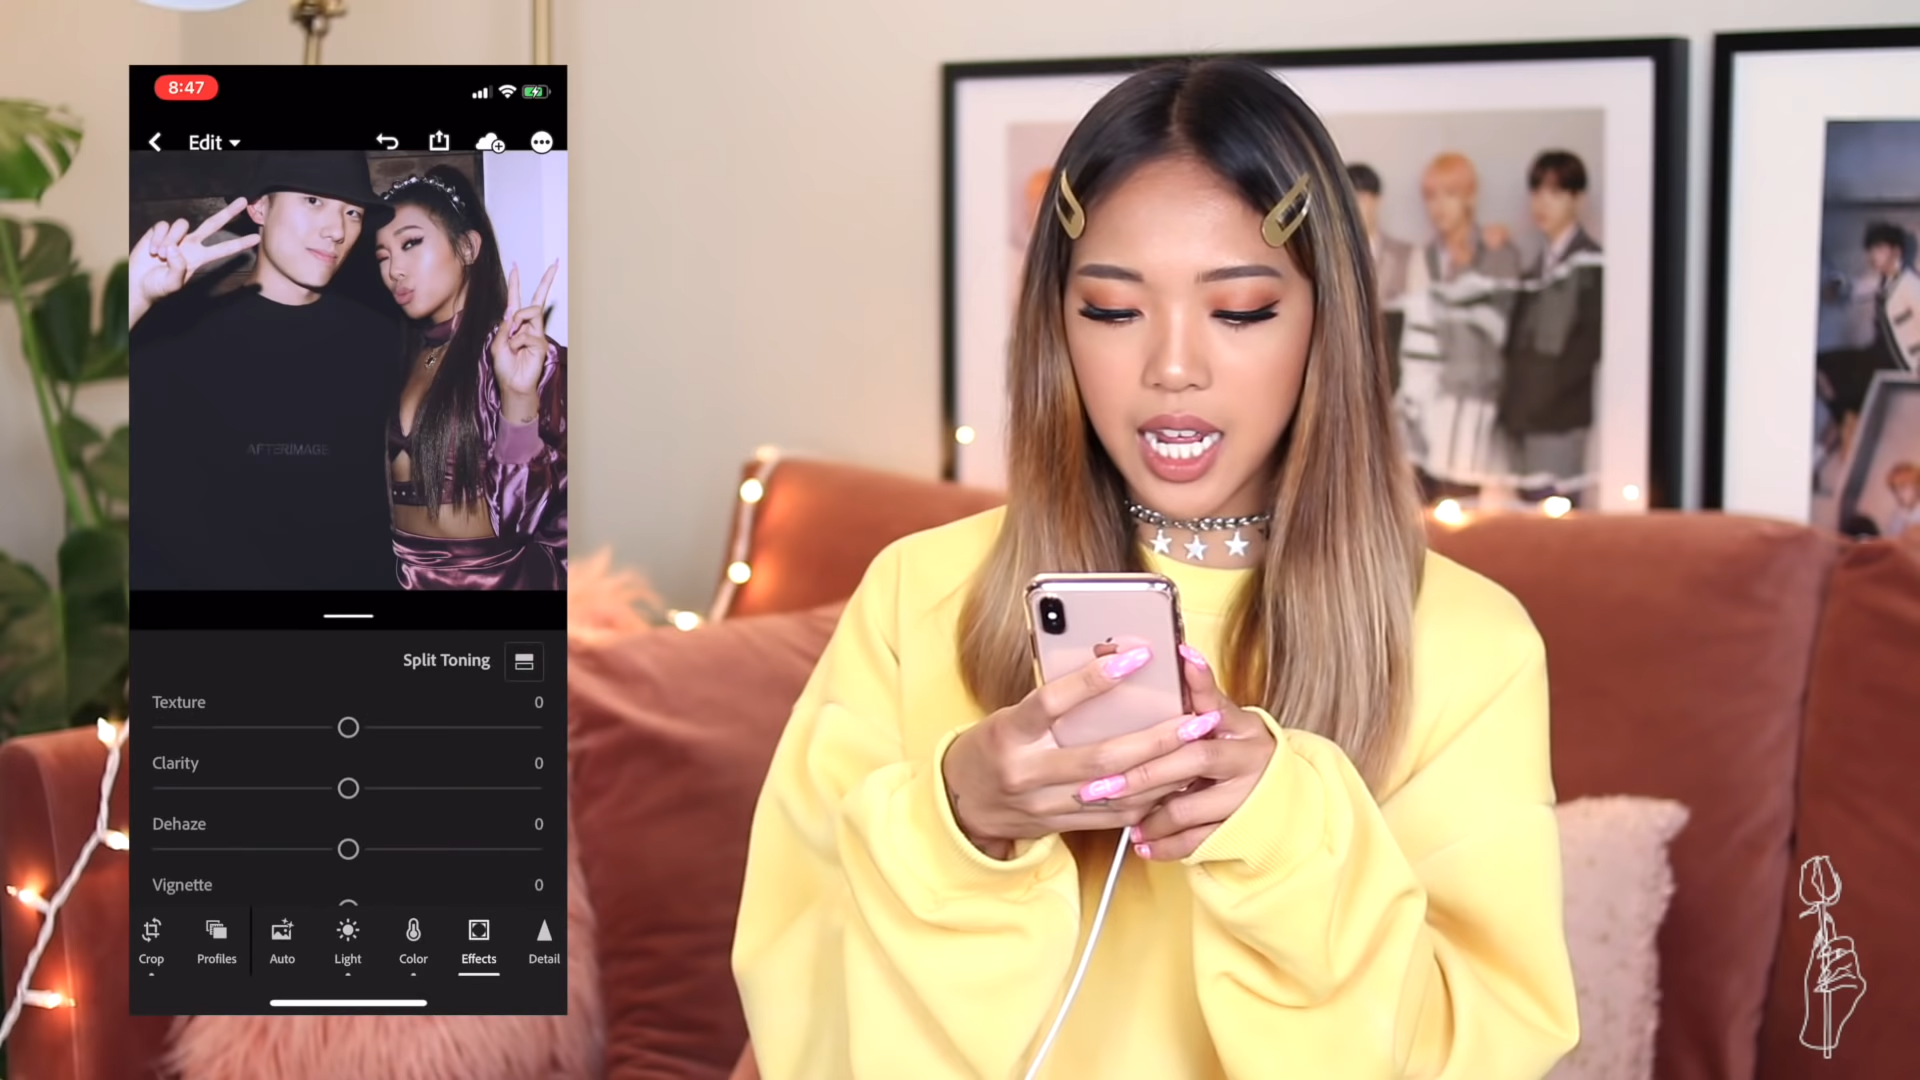 8:47
Edit
AFTERIMAGE
Split Toning
Texture 0
Clarity 0
Dehaze 0
Vignette 0
Crop Profiles Auto Light Color Effects Detail